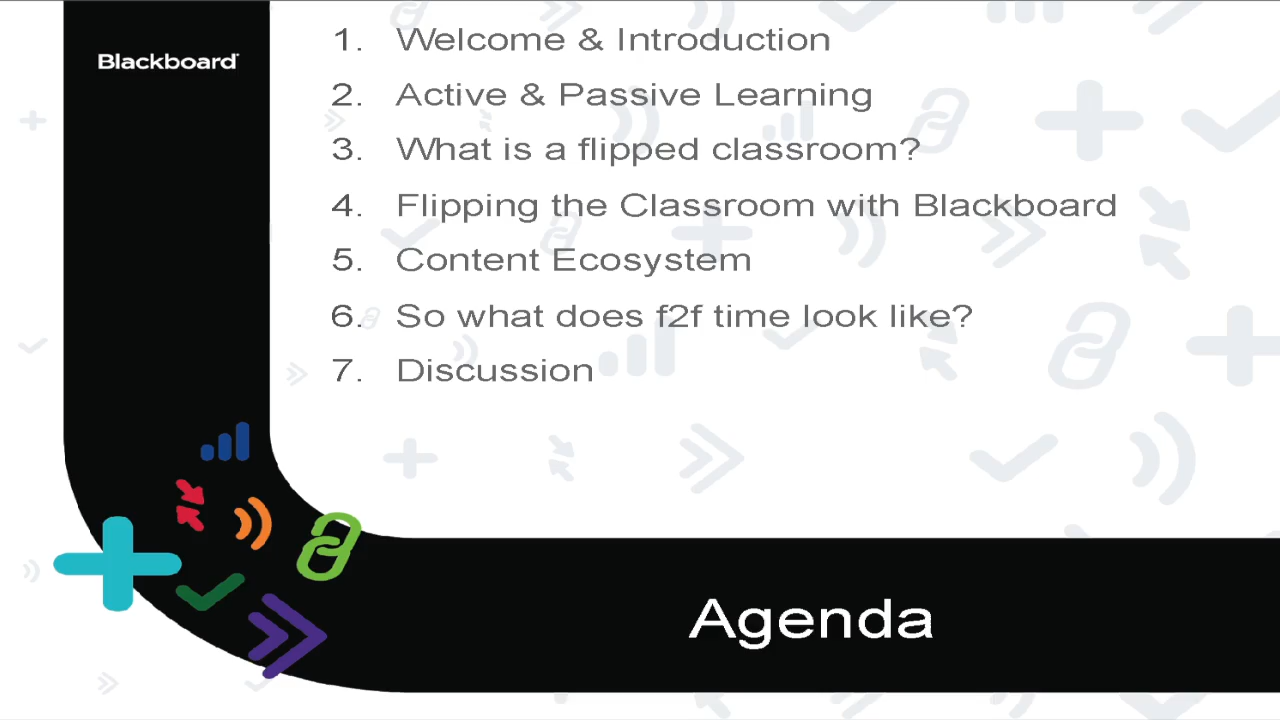 Blackboard
1. Welcome & Introduction
2. Active & Passive Learning
3. What is a flipped classroom?
4. Flipping the Classroom with Blackboard
5. Content Ecosystem
6. So what does f2f time look like?
7. Discussion
Agenda